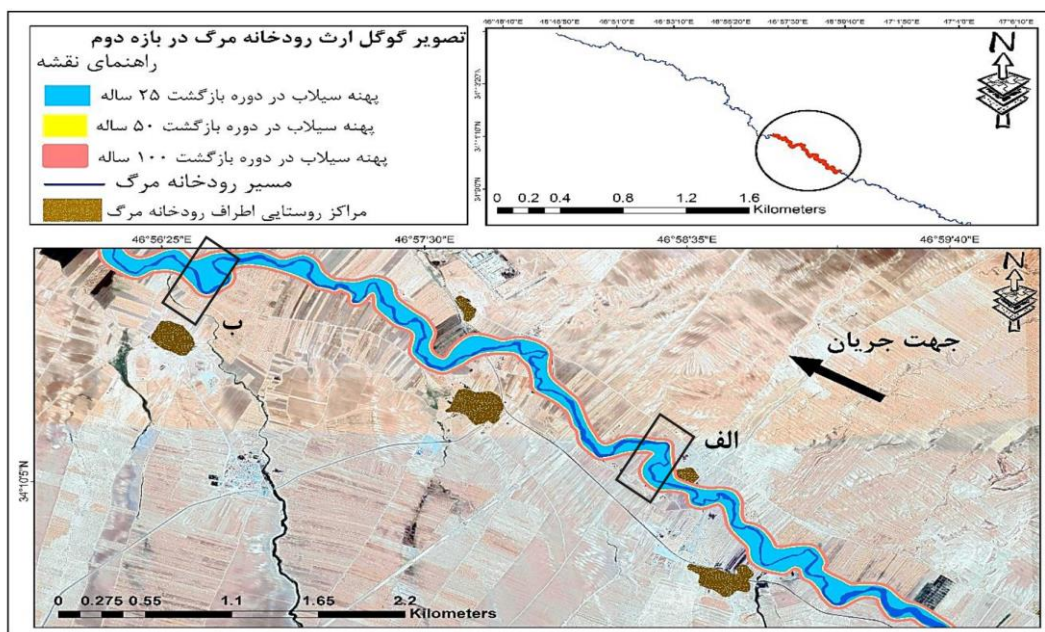 تصویر گوگل ارث رودخانه مرگ در بازه دوم
راهنمای نقشه
پهنه سیلاب در دوره بازگشت ۲۵ ساله
پهنه سیلاب در دوره بازگشت ۵۰ ساله
پهنه سیلاب در دوره بازگشت ۱۰۰ ساله
مسیر رودخانه مرگ
مراکز روستایی اطراف رودخانه مرگ
N
0 0.2 0.4 0.8 1.2 1.6
Kilometers
46°56'25"E 46°57'30"E 46°58'35"E 46°59'40"E
N
ب
جهت جریان
الف
34°10'5"N
0 0.275 0.55 1.1 1.65 2.2
Kilometers